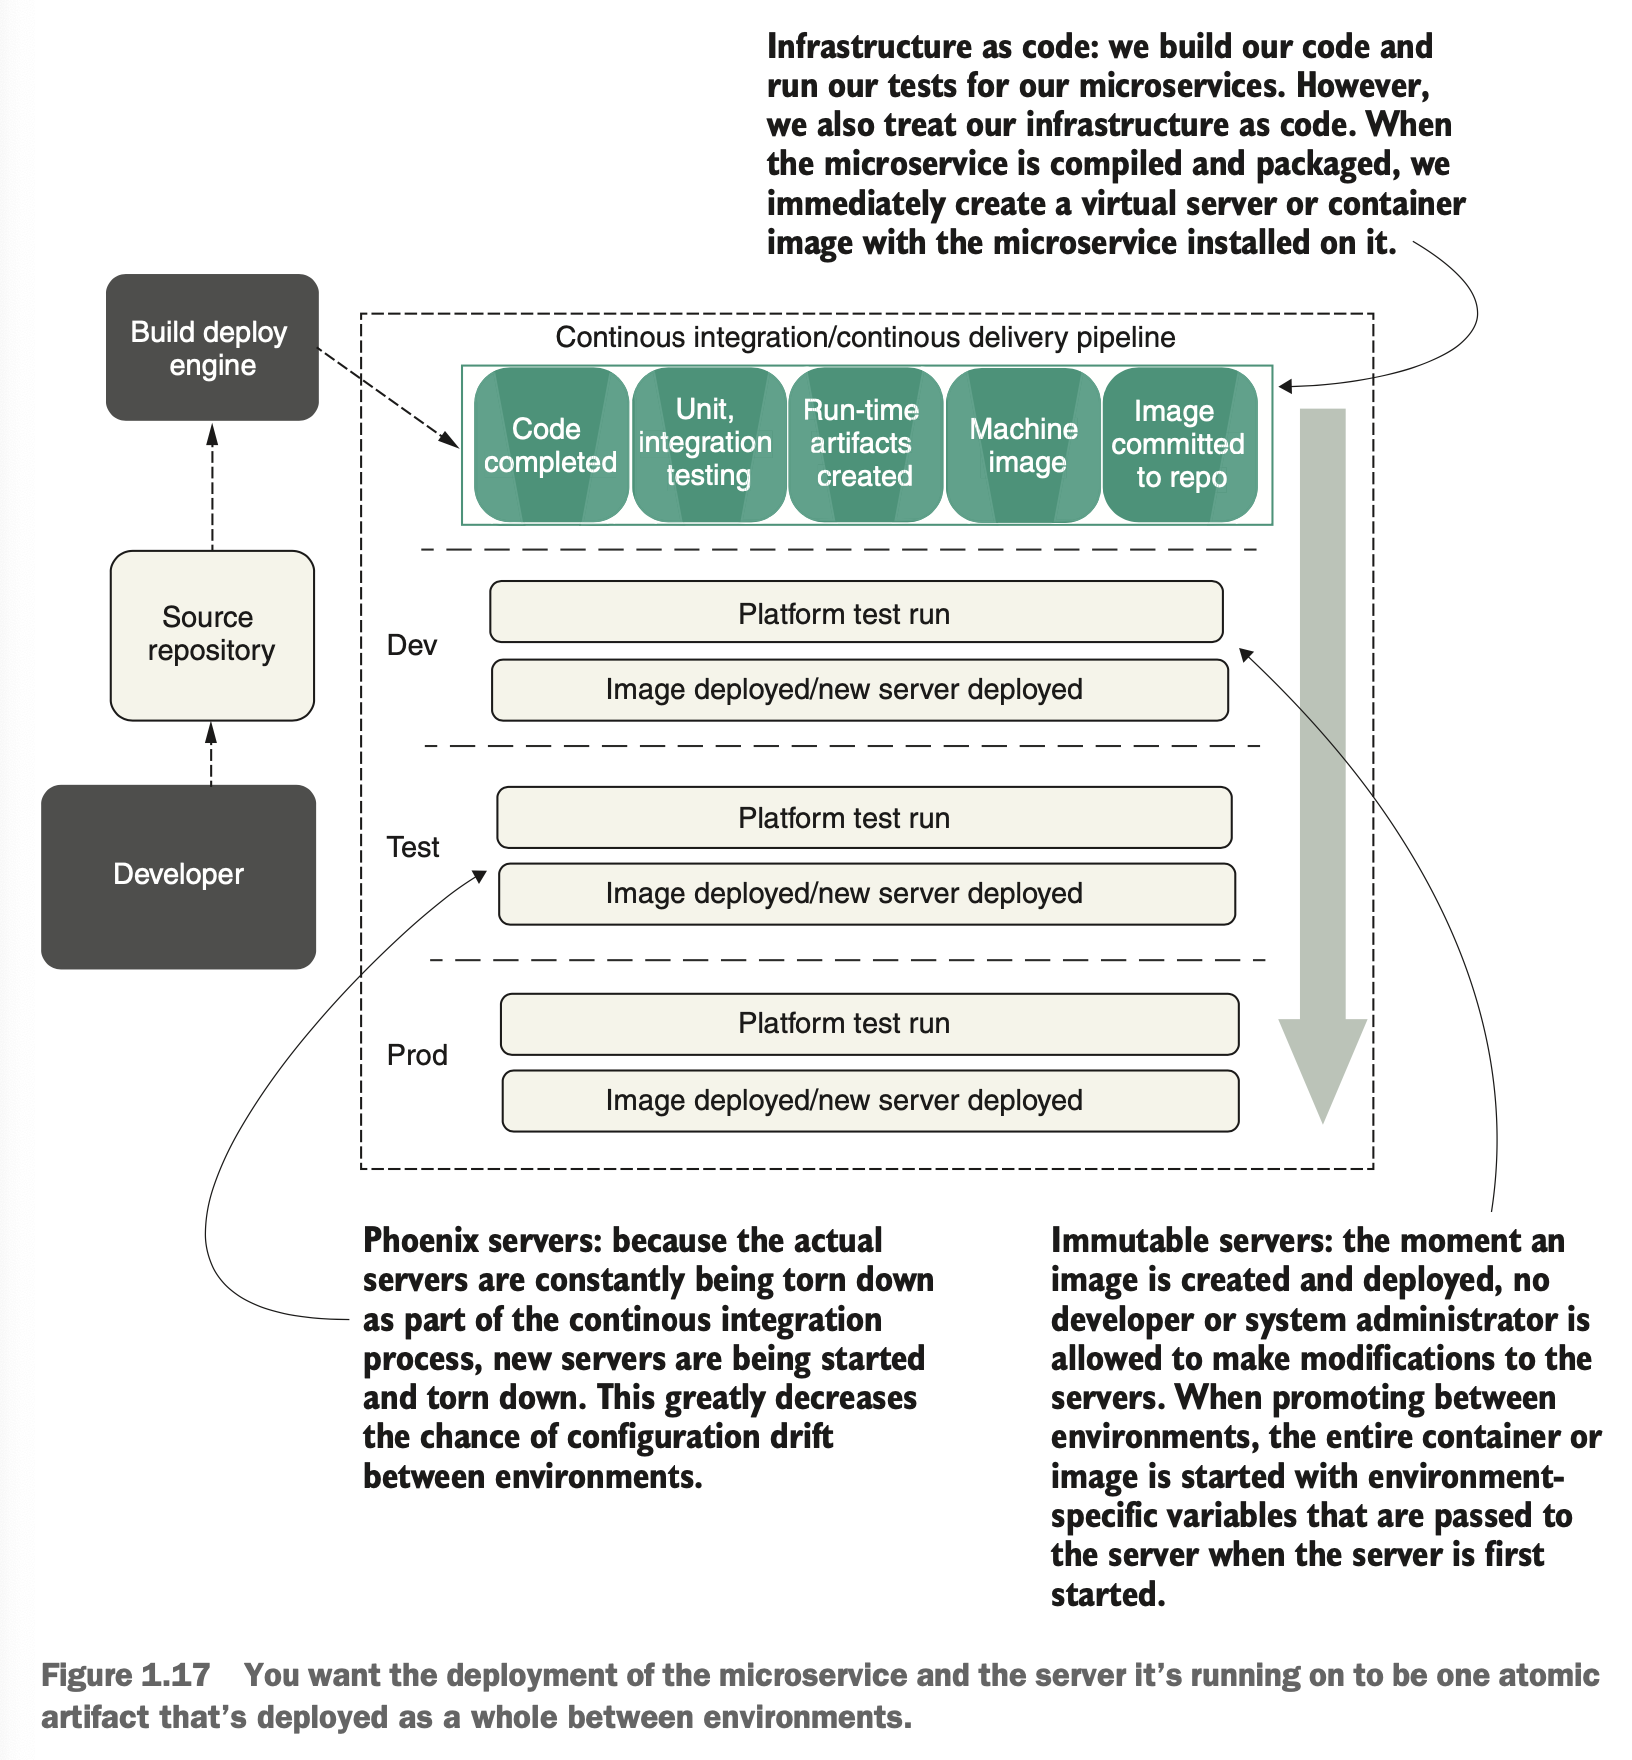 Infrastructure as code: we build our code and
run our tests for our microservices. However,
we also treat our infrastructure as code. When
the microservice is compiled and packaged, we
immediately create a virtual server or container
image with the microservice installed on it.
Build deploy
engine
Continous integration/continous delivery pipeline
Code
completed
Unit,
integration
testing
Run-time
artifacts
created
Machine
image
Image
committed
to repo
Source
repository
Dev
Platform test run
Image deployed/new server deployed
Developer
Test
Platform test run
Image deployed/new server deployed
Prod
Platform test run
Image deployed/new server deployed
Phoenix servers: because the actual
servers are constantly being torn down
as part of the continous integration
process, new servers are being started
and torn down. This greatly decreases
the chance of configuration drift
between environments.
Immutable servers: the moment an
image is created and deployed, no
developer or system administrator is
allowed to make modifications to the
servers. When promoting between
environments, the entire container or
image is started with environment-
specific variables that are passed to
the server when the server is first
started.
Figure 1.17 You want the deployment of the microservice and the server it’s running on to be one atomic
artifact that’s deployed as a whole between environments.